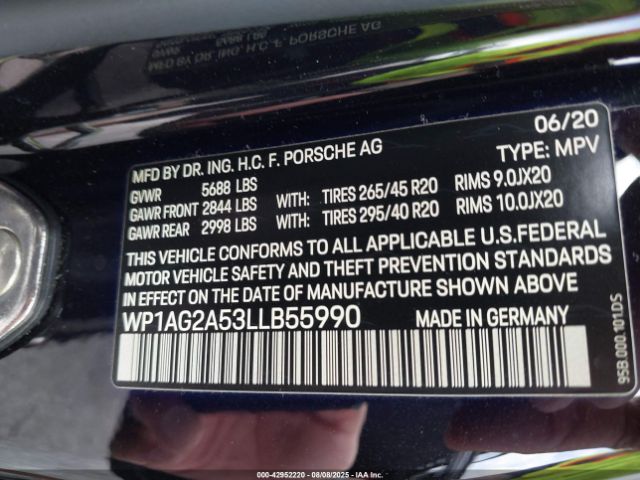 06/20
MFD BY DR. ING. H.C. F. PORSCHE AG TYPE: MPV
GVWR 5688 LBS
GAWR FRONT 2844 LBS WITH: TIRES 265/45 R20 RIMS 9.0JX20
GAWR REAR 2998 LBS WITH: TIRES 295/40 R20 RIMS 10.0JX20
THIS VEHICLE CONFORMS TO ALL APPLICABLE U.S.FEDERAL
MOTOR VEHICLE SAFETY AND THEFT PREVENTION STANDARDS
IN EFFECT ON THE DATE OF MANUFACTURE SHOWN ABOVE
WP1AG2A53LLB55990 MADE IN GERMANY
95B.000.101.DS
000-42952220 - 08/08/2025 - IAA Inc.